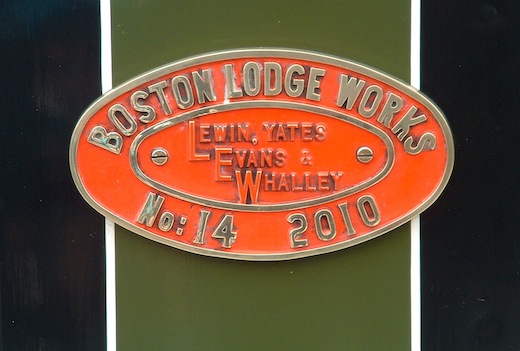 BOSTON LODGE WORKS
LEWIN, YATES
EVANS &
WHALLEY
No: 14 2010